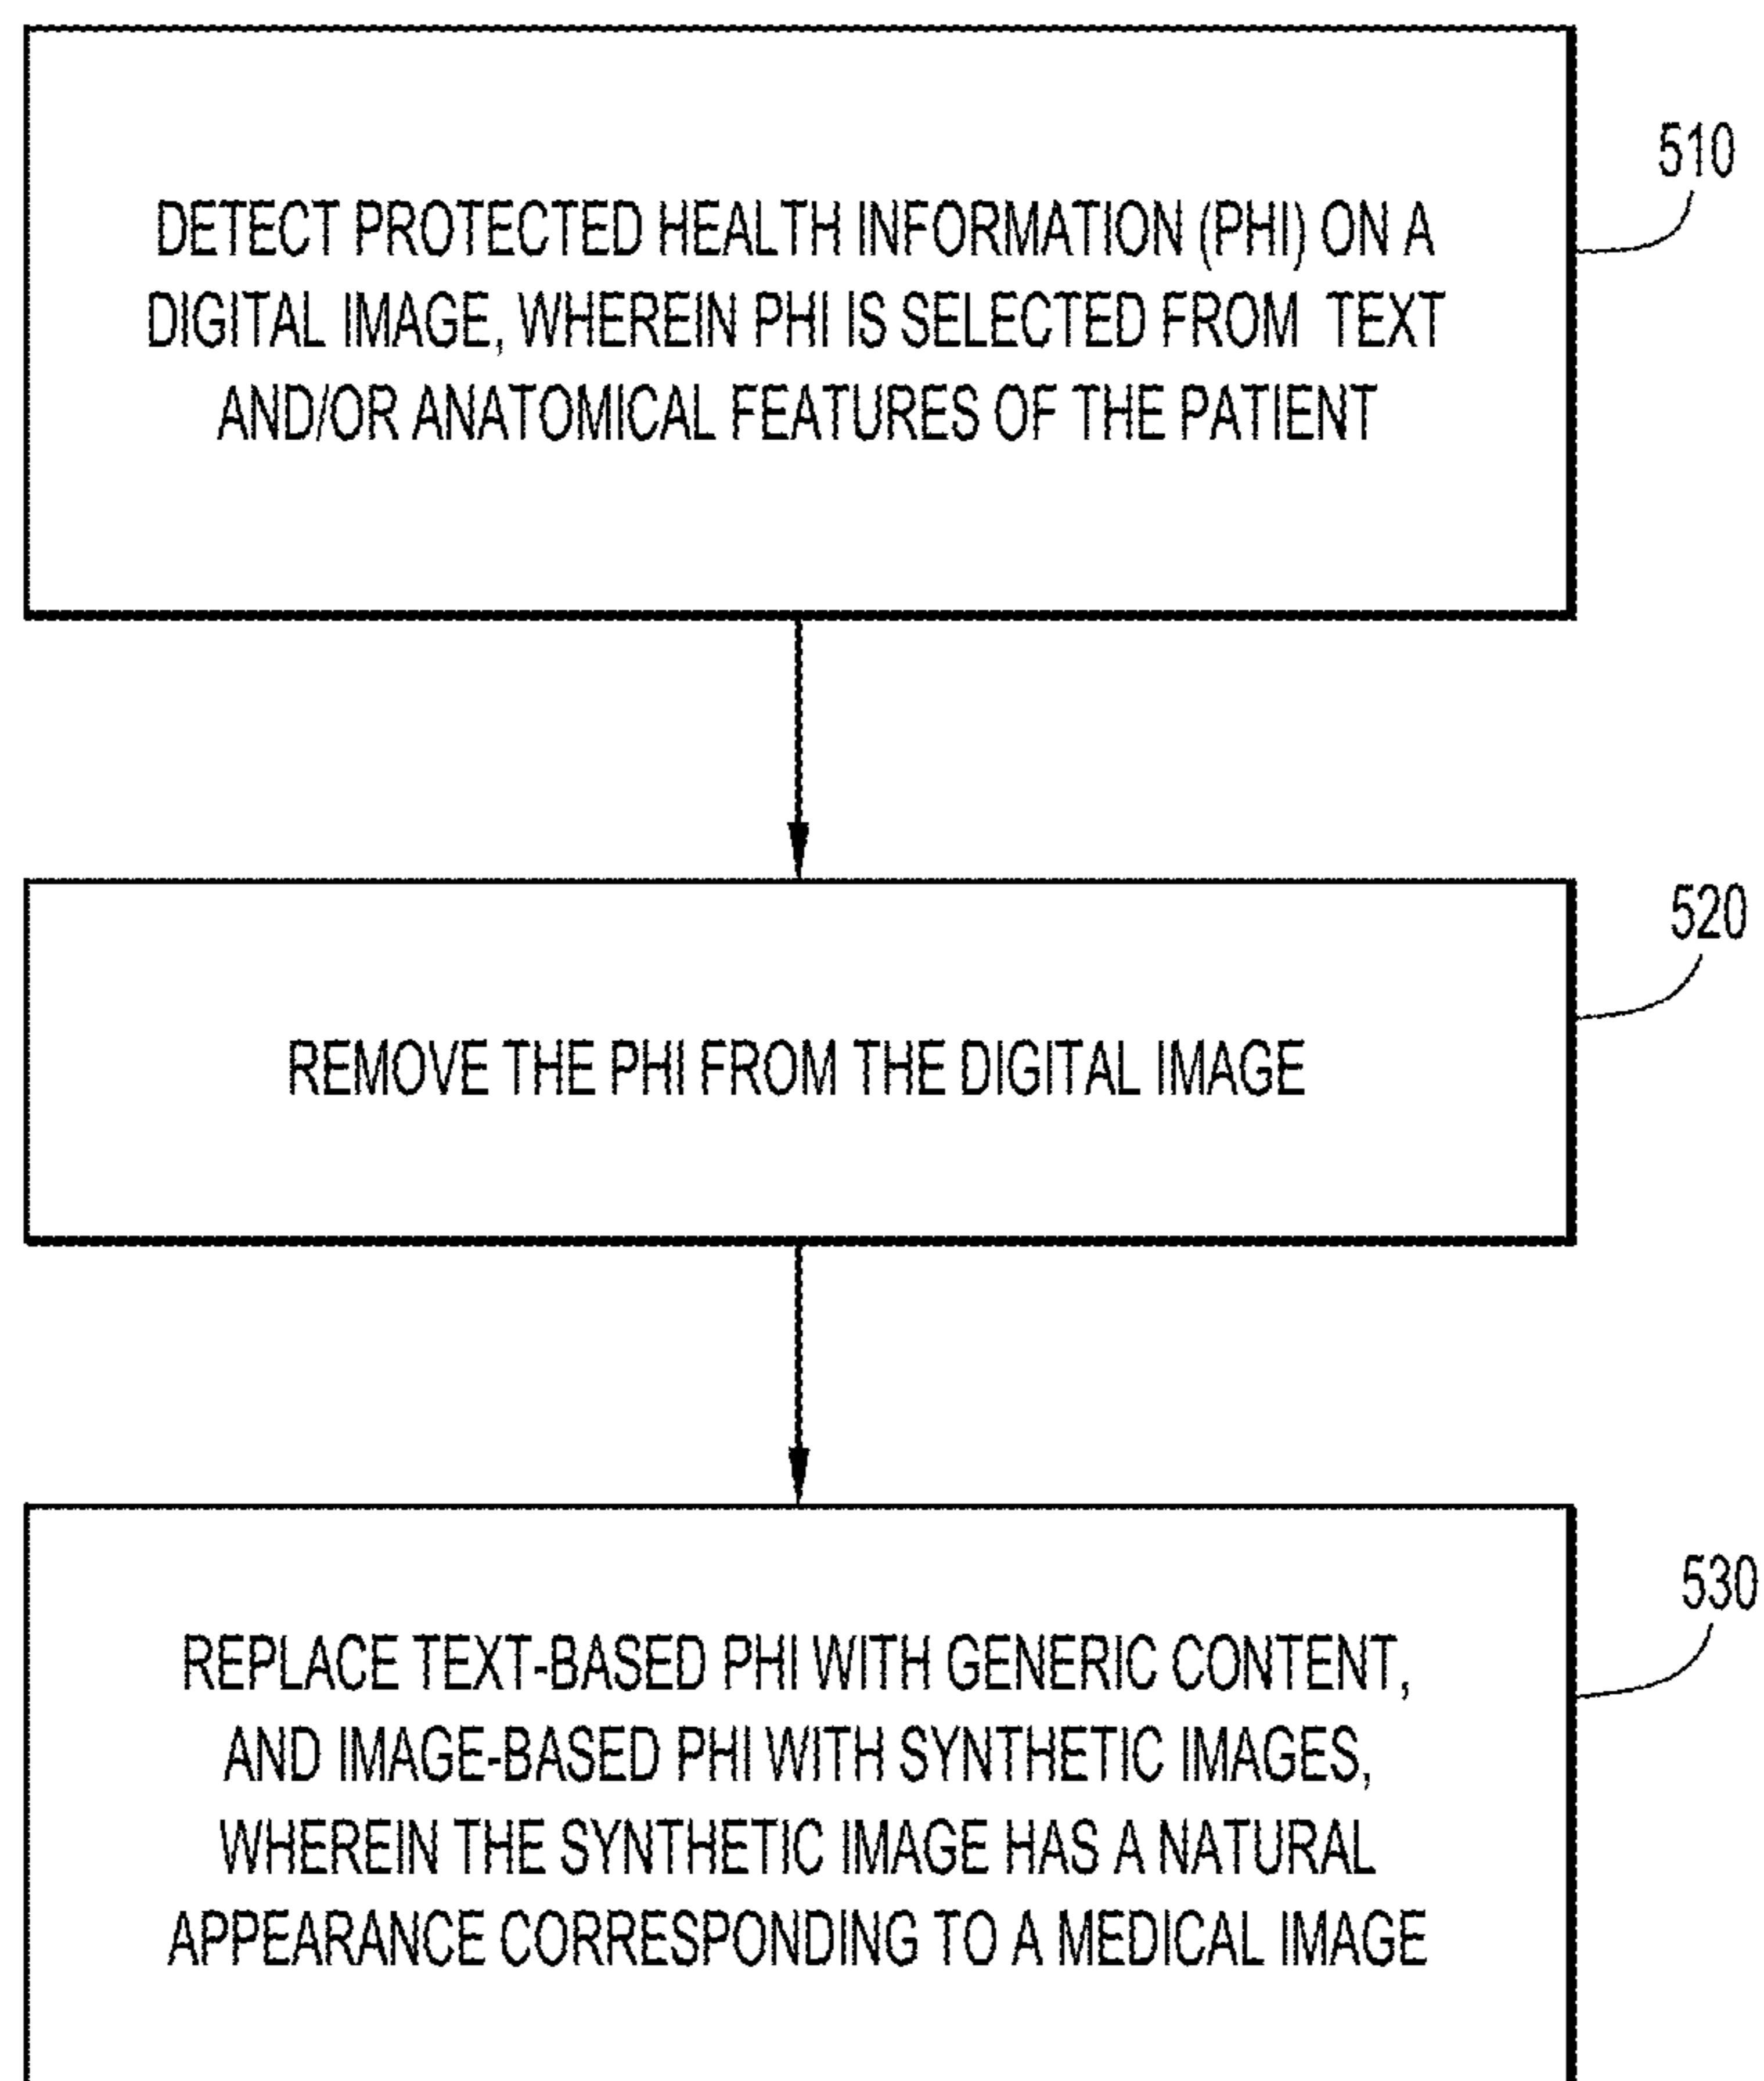 510
DETECT PROTECTED HEALTH INFORMATION (PHI) ON A
DIGITAL IMAGE, WHEREIN PHI IS SELECTED FROM TEXT
AND/OR ANATOMICAL FEATURES OF THE PATIENT
520
REMOVE THE PHI FROM THE DIGITAL IMAGE
530
REPLACE TEXT-BASED PHI WITH GENERIC CONTENT,
AND IMAGE-BASED PHI WITH SYNTHETIC IMAGES,
WHEREIN THE SYNTHETIC IMAGE HAS A NATURAL
APPEARANCE CORRESPONDING TO A MEDICAL IMAGE